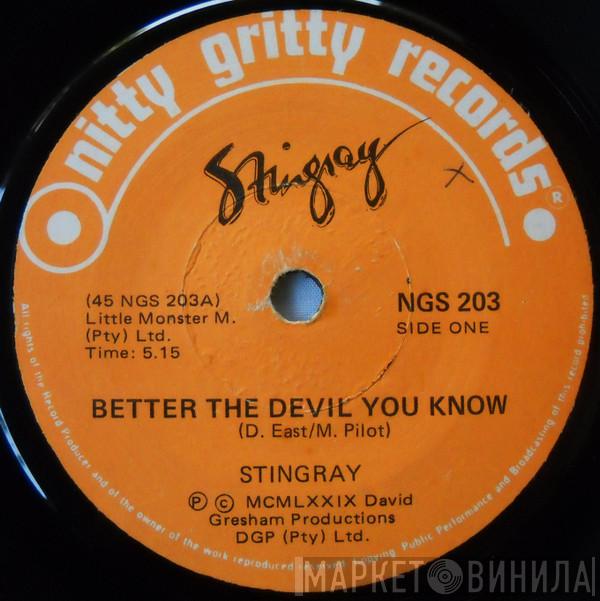 nitty gritty records
®
Stingray
x
(45 NGS 203A)
Little Monster M.
(Pty) Ltd.
Time: 5.15
NGS 203
SIDE ONE
BETTER THE DEVIL YOU KNOW
(D. East/M. Pilot)
STINGRAY
Ⓟ © MCMLXXIX David
Gresham Productions
DGP (Pty) Ltd.
All rights of the Record Producer and of the owner of the work reproduced reserved Copying Public Performance and Broadcasting of this record prohibited
МАРКЕТ ВИНИЛА